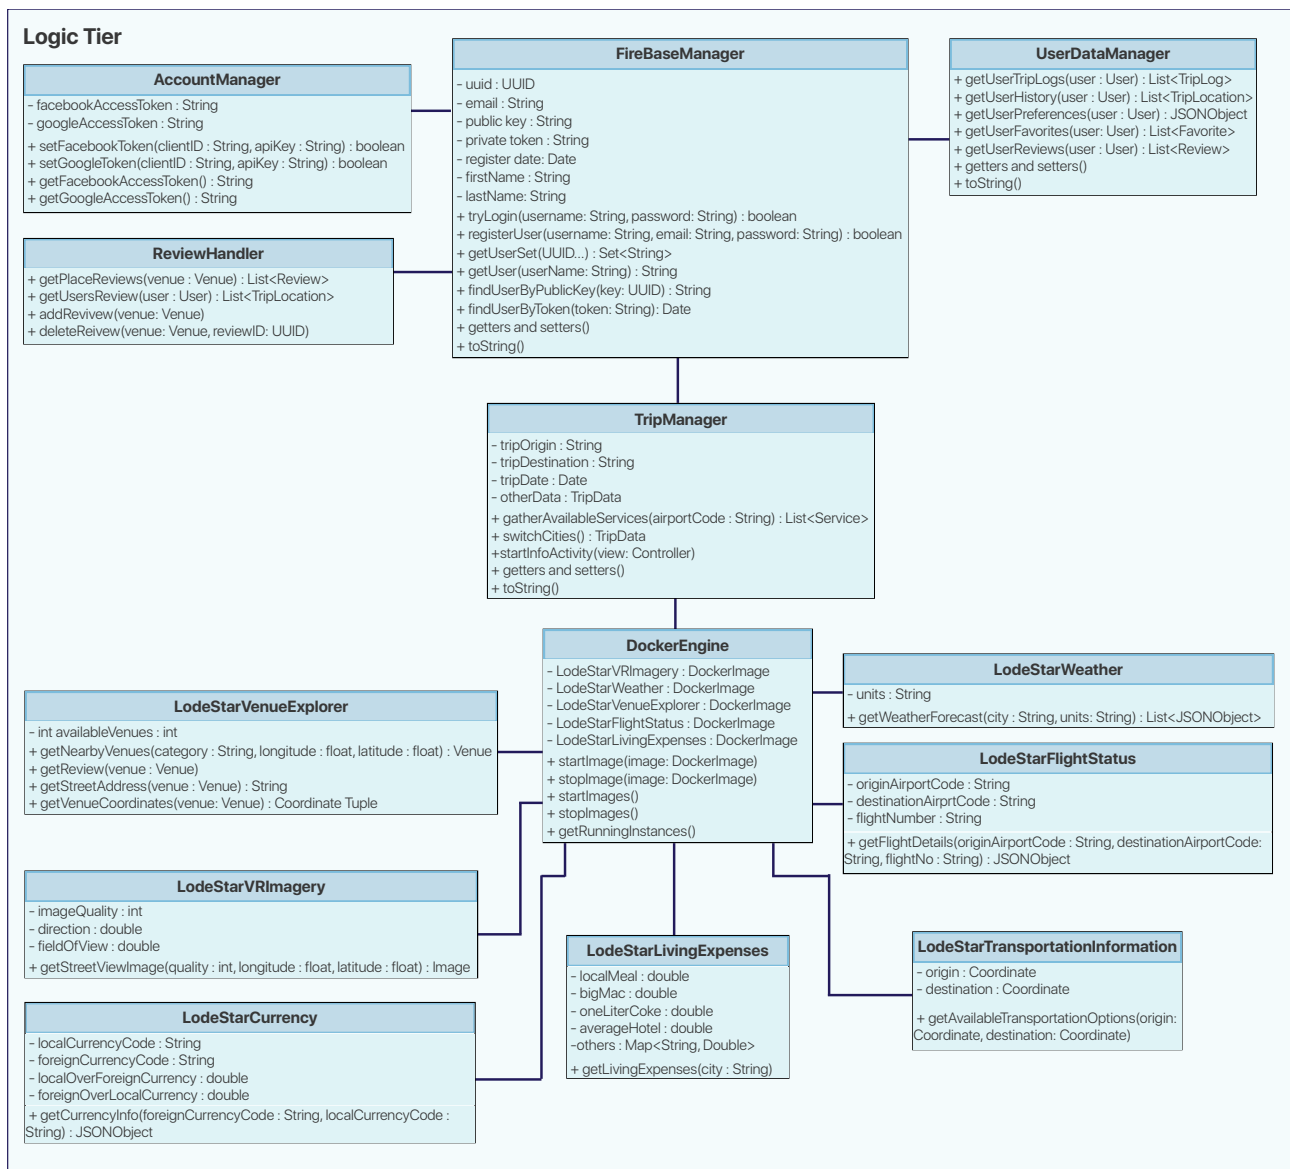 Logic Tier
AccountManager
- facebookAccessToken : String
- googleAccessToken : String
+ setFacebookToken(clientID : String, apiKey : String) : boolean
+ setGoogleToken(clientID : String, apiKey : String) : boolean
+ getFacebookAccessToken() : String
+ getGoogleAccessToken() : String
FireBaseManager
- uuid : UUID
- email : String
- public key : String
- private token : String
- register date: Date
- firstName : String
- lastName: String
+ tryLogin(username: String, password: String) : boolean
+ registerUser(username: String, email: String, password: String) : boolean
+ getUserSet(UUID...) : Set<String>
+ getUser(userName: String) : String
+ findUserByPublicKey(key: UUID) : String
+ findUserByToken(token: String): Date
+ getters and setters()
+ toString()
UserDataManager
+ getUserTripLogs(user : User) : List<TripLog>
+ getUserHistory(user : User) : List<TripLocation>
+ getUserPreferences(user : User) : JSONObject
+ getUserFavorites(user: User) : List<Favorite>
+ getUserReviews(user : User) : List<Review>
+ getters and setters()
+ toString()
ReviewHandler
+ getPlaceReviews(venue : Venue) : List<Review>
+ getUsersReview(user : User) : List<TripLocation>
+ addRevivew(venue: Venue)
+ deleteReivew(venue: Venue, reviewID: UUID)
TripManager
- tripOrigin : String
- tripDestination : String
- tripDate : Date
- otherData : TripData
+ gatherAvailableServices(airportCode : String) : List<Service>
+ switchCities() : TripData
+startInfoActivity(view: Controller)
+ getters and setters()
+ toString()
DockerEngine
- LodeStarVRImagery : DockerImage
- LodeStarWeather : DockerImage
- LodeStarVenueExplorer : DockerImage
- LodeStarFlightStatus : DockerImage
- LodeStarLivingExpenses : DockerImage
+ startImage(image: DockerImage)
+ stopImage(image: DockerImage)
+ startImages()
+ stopImages()
+ getRunningInstances()
LodeStarWeather
- units : String
+ getWeatherForecast(city : String, units: String) : List<JSONObject>
LodeStarVenueExplorer
- int availableVenues : int
+ getNearbyVenues(category : String, longitude : float, latitude : float) : Venue
+ getReview(venue : Venue)
+ getStreetAddress(venue : Venue) : String
+ getVenueCoordinates(venue: Venue) : Coordinate Tuple
LodeStarFlightStatus
- originAirportCode : String
- destinationAirprtCode : String
- flightNumber : String
+ getFlightDetails(originAirportCode : String, destinationAirportCode:
String, flightNo : String) : JSONObject
LodeStarVRImagery
- imageQuality : int
- direction : double
- fieldOfView : double
+ getStreetViewImage(quality : int, longitude : float, latitude : float) : Image
LodeStarLivingExpenses
- localMeal : double
- bigMac : double
- oneLiterCoke : double
- averageHotel : double
-others : Map<String, Double>
+ getLivingExpenses(city : String)
LodeStarTransportationInformation
- origin : Coordinate
- destination : Coordinate
+ getAvailableTransportationOptions(origin:
Coordinate, destination: Coordinate)
LodeStarCurrency
- localCurrencyCode : String
- foreignCurrencyCode : String
- localOverForeignCurrency : double
- foreignOverLocalCurrency : double
+ getCurrencyInfo(foreignCurrencyCode : String, localCurrencyCode :
String) : JSONObject